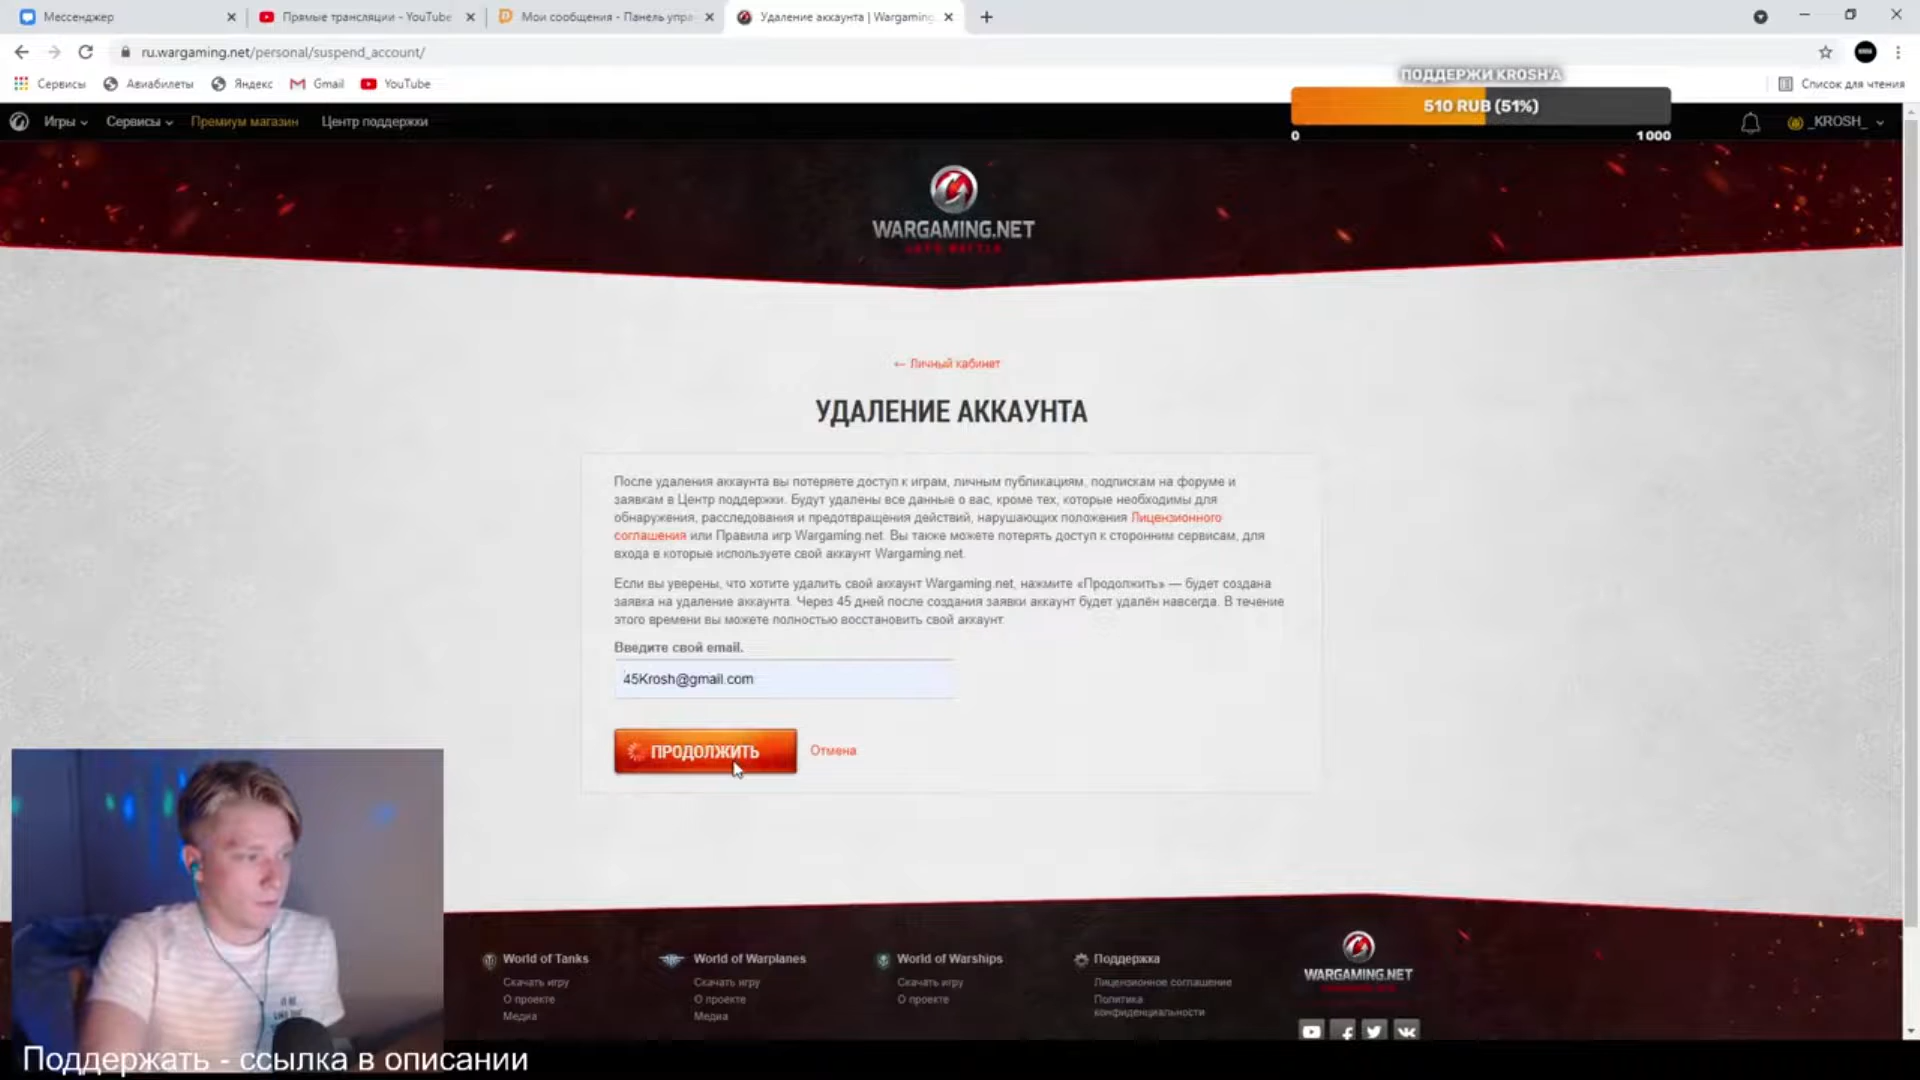 Мессенджер
Прямые трансляции - YouTube
Мои сообщения - Панель упра
Удаление аккаунта | Wargaming.
ru.wargaming.net/personal/suspend_account/
Сервисы
Авиабилеты
Яндекс
Gmail
YouTube
Список для чтения
ПОДДЕРЖИ KROSH'A
510 RUB (51%)
0
1000
Игры
Сервисы
Премиум магазин
Центр поддержки
_KROSH_
WARGAMING.NET
← Личный кабинет
УДАЛЕНИЕ АККАУНТА
После удаления аккаунта вы потеряете доступ к играм, личным публикациям, подпискам на форуме и
заявкам в Центр поддержки. Будут удалены все данные о вас, кроме тех, которые необходимы для
обнаружения, расследования и предотвращения действий, нарушающих положения Лицензионного
соглашения или Правила игр Wargaming.net. Вы также можете потерять доступ к сторонним сервисам, для
входа в которые используете свой аккаунт Wargaming.net.
Если вы уверены, что хотите удалить свой аккаунт Wargaming.net, нажмите «Продолжить» — будет создана
заявка на удаление аккаунта. Через 45 дней после создания заявки аккаунт будет удалён навсегда. В течение
этого времени вы можете полностью восстановить свой аккаунт.
Введите свой email.
45Krosh@gmail.com
ПРОДОЛЖИТЬ
Отмена
World of Tanks
Скачать игру
О проекте
Медиа
World of Warplanes
Скачать игру
О проекте
Медиа
World of Warships
Скачать игру
О проекте
Поддержка
Лицензионное соглашение
Политика
конфиденциальности
WARGAMING.NET
Поддержать - ссылка в описании